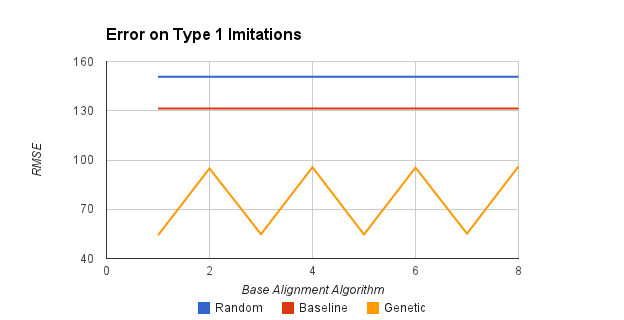 Error on Type 1 Imitations
160
130
100
70
40
RMSE
0 2 4 6 8
Base Alignment Algorithm
Random Baseline Genetic